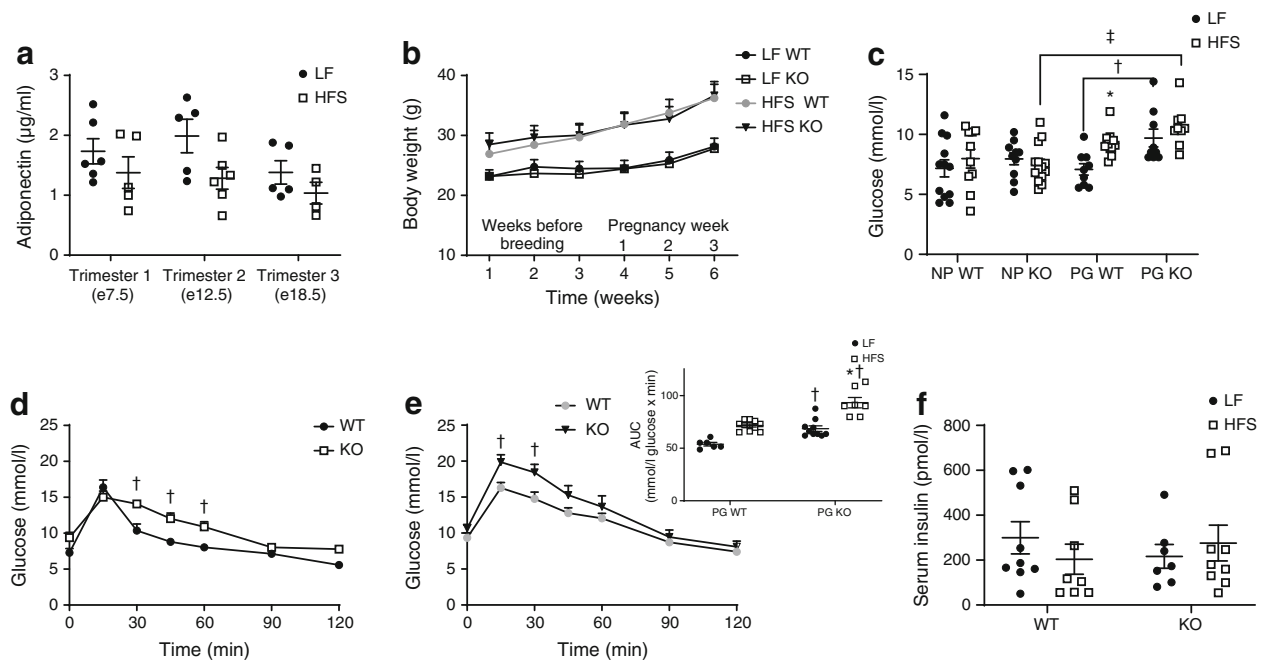 a
Adiponectin (µg/ml)
3
2
1
0
LF
HFS
Trimester 1
(e7.5)
Trimester 2
(e12.5)
Trimester 3
(e18.5)
b
Body weight (g)
40
30
20
10
LF WT
LF KO
HFS WT
HFS KO
Weeks before
breeding
Pregnancy week
1 2 3
1 2 3 4 5 6
Time (weeks)
c
Glucose (mmol/l)
15
10
5
0
LF
HFS
‡
†
*
NP WT NP KO PG WT PG KO
d
Glucose (mmol/l)
25
20
15
10
5
0
WT
KO
† † †
0 30 60 90 120
Time (min)
e
Glucose (mmol/l)
25
20
15
10
5
0
WT
KO
† †
0 30 60 90 120
Time (min)
AUC
(mmol/l glucose x min)
100
50
0
LF
HFS
†
*†
PG WT PG KO
f
Serum insulin (pmol/l)
800
600
400
200
0
LF
HFS
WT KO